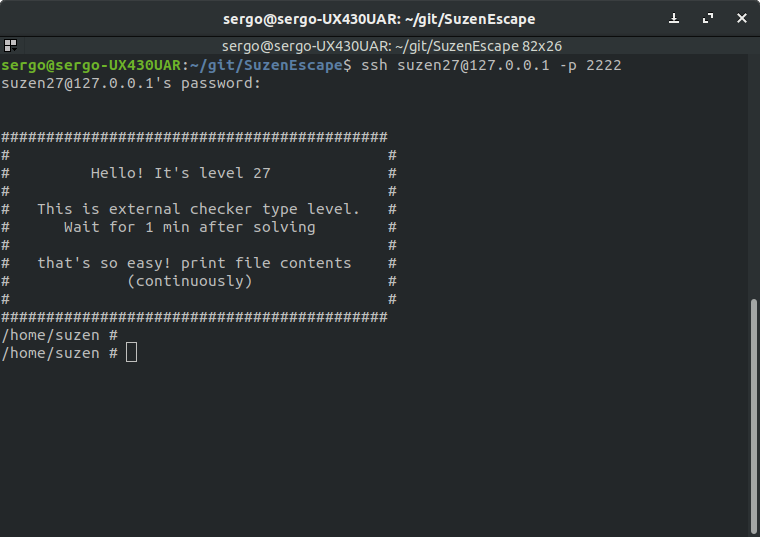 sergo@sergo-UX430UAR: ~/git/SuzenEscape
sergo@sergo-UX430UAR: ~/git/SuzenEscape 82x26
sergo@sergo-UX430UAR:~/git/SuzenEscape$ ssh suzen27@127.0.0.1 -p 2222
suzen27@127.0.0.1's password:
###########################################
#                                          #
#         Hello! It's level 27             #
#                                          #
#   This is external checker type level.   #
#      Wait for 1 min after solving        #
#                                          #
#   that's so easy! print file contents    #
#             (continuously)               #
#                                          #
###########################################
/home/suzen #
/home/suzen #